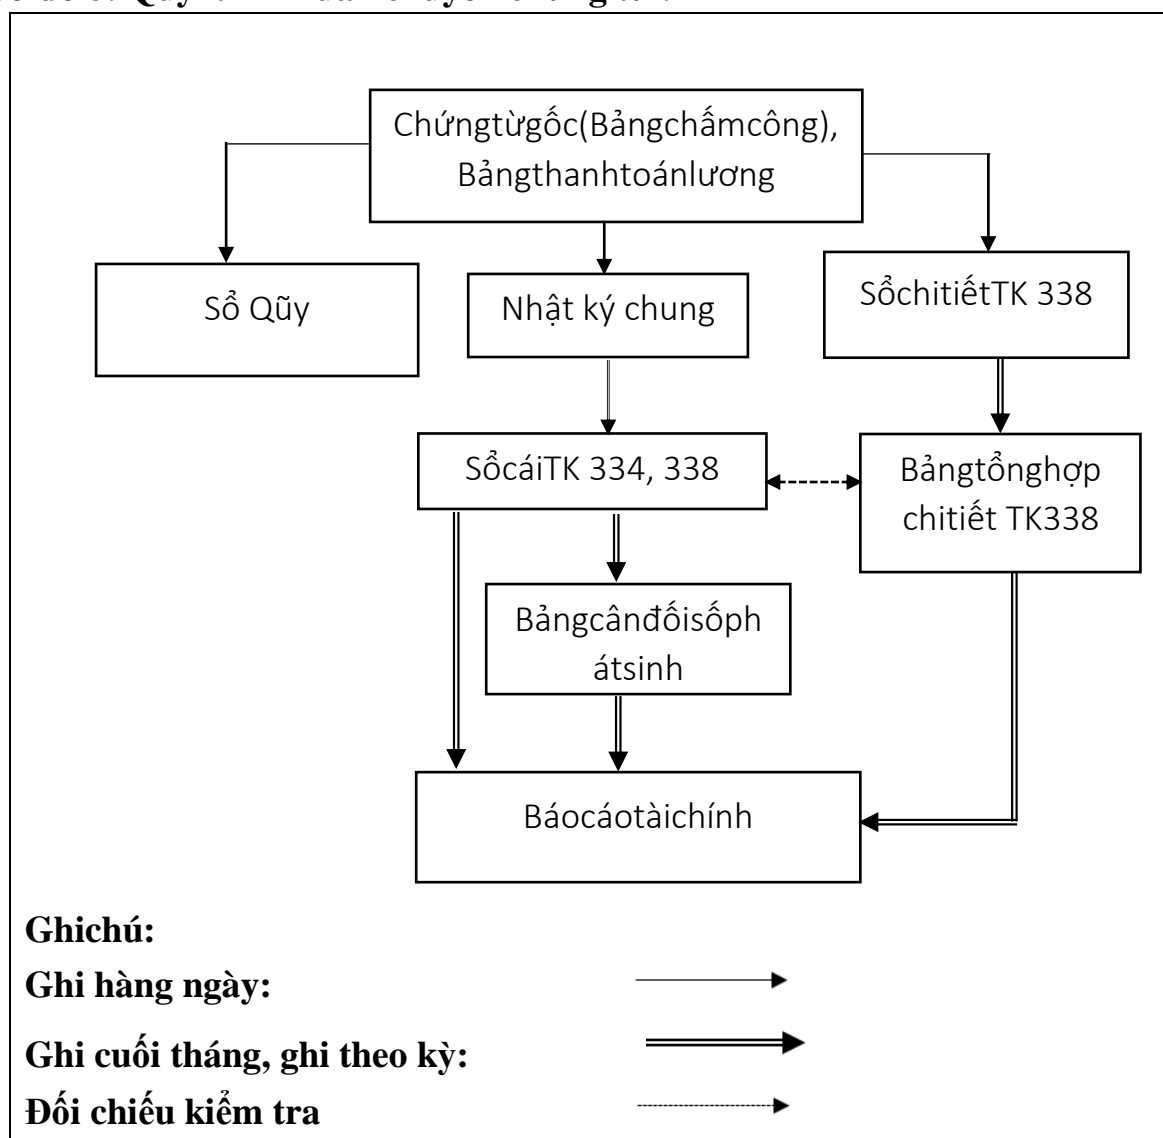 Chứngtừgốc(Bảngchấmcông),
Bảngthanhtoánlương
Sổ Qũy
Nhật ký chung
SổchitiếtTK 338
SổcáiTK 334, 338
Bảngtổnghợp
chitiết TK338
Bảngcânđốisốph
átsinh
Báocáotàichính
Ghichú:
Ghi hàng ngày:
Ghi cuối tháng, ghi theo kỳ:
Đối chiếu kiểm tra